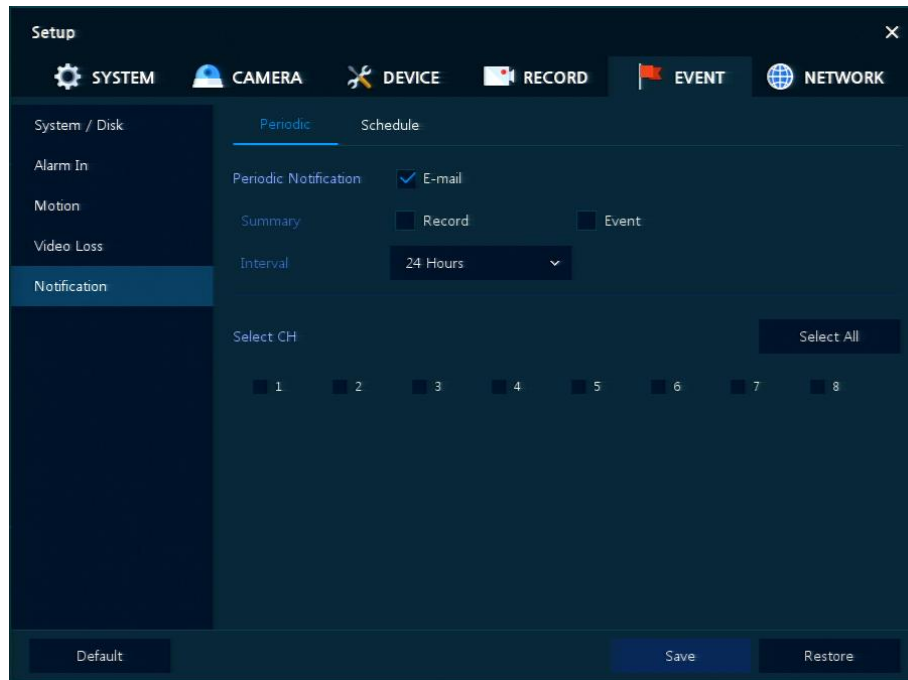 Setup
SYSTEM CAMERA DEVICE RECORD EVENT NETWORK
System / Disk
Alarm In
Motion
Video Loss
Notification
Periodic Schedule
Periodic Notification E-mail
Summary Record Event
Interval 24 Hours
Select CH Select All
1 2 3 4 5 6 7 8
Default Save Restore